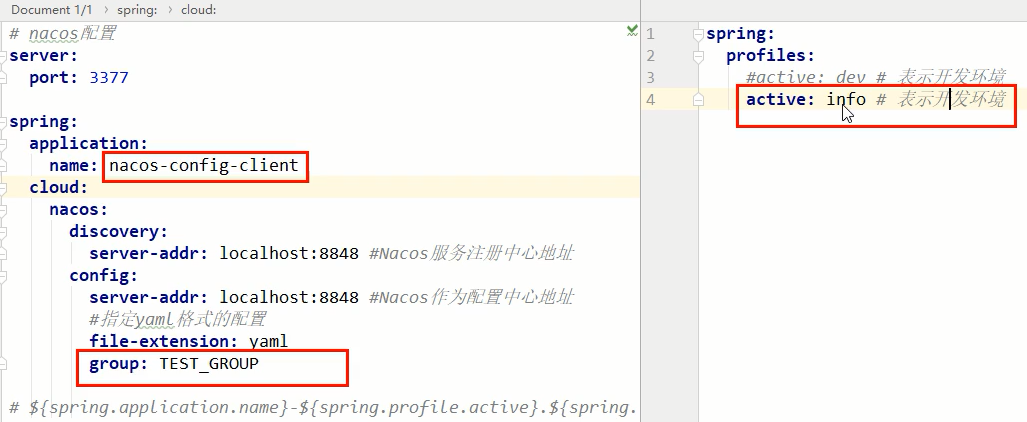 Document 1/1 › spring: › cloud:
# nacos配置
server:
port: 3377
spring:
application:
name: nacos-config-client
cloud:
nacos:
discovery:
server-addr: localhost:8848 #Nacos服务注册中心地址
config:
server-addr: localhost:8848 #Nacos作为配置中心地址
#指定yaml格式的配置
file-extension: yaml
group: TEST_GROUP
# ${spring.application.name}-${spring.profile.active}.${spring.
1 spring:
2 profiles:
3 #active: dev # 表示开发环境
4 active: info # 表示开发环境